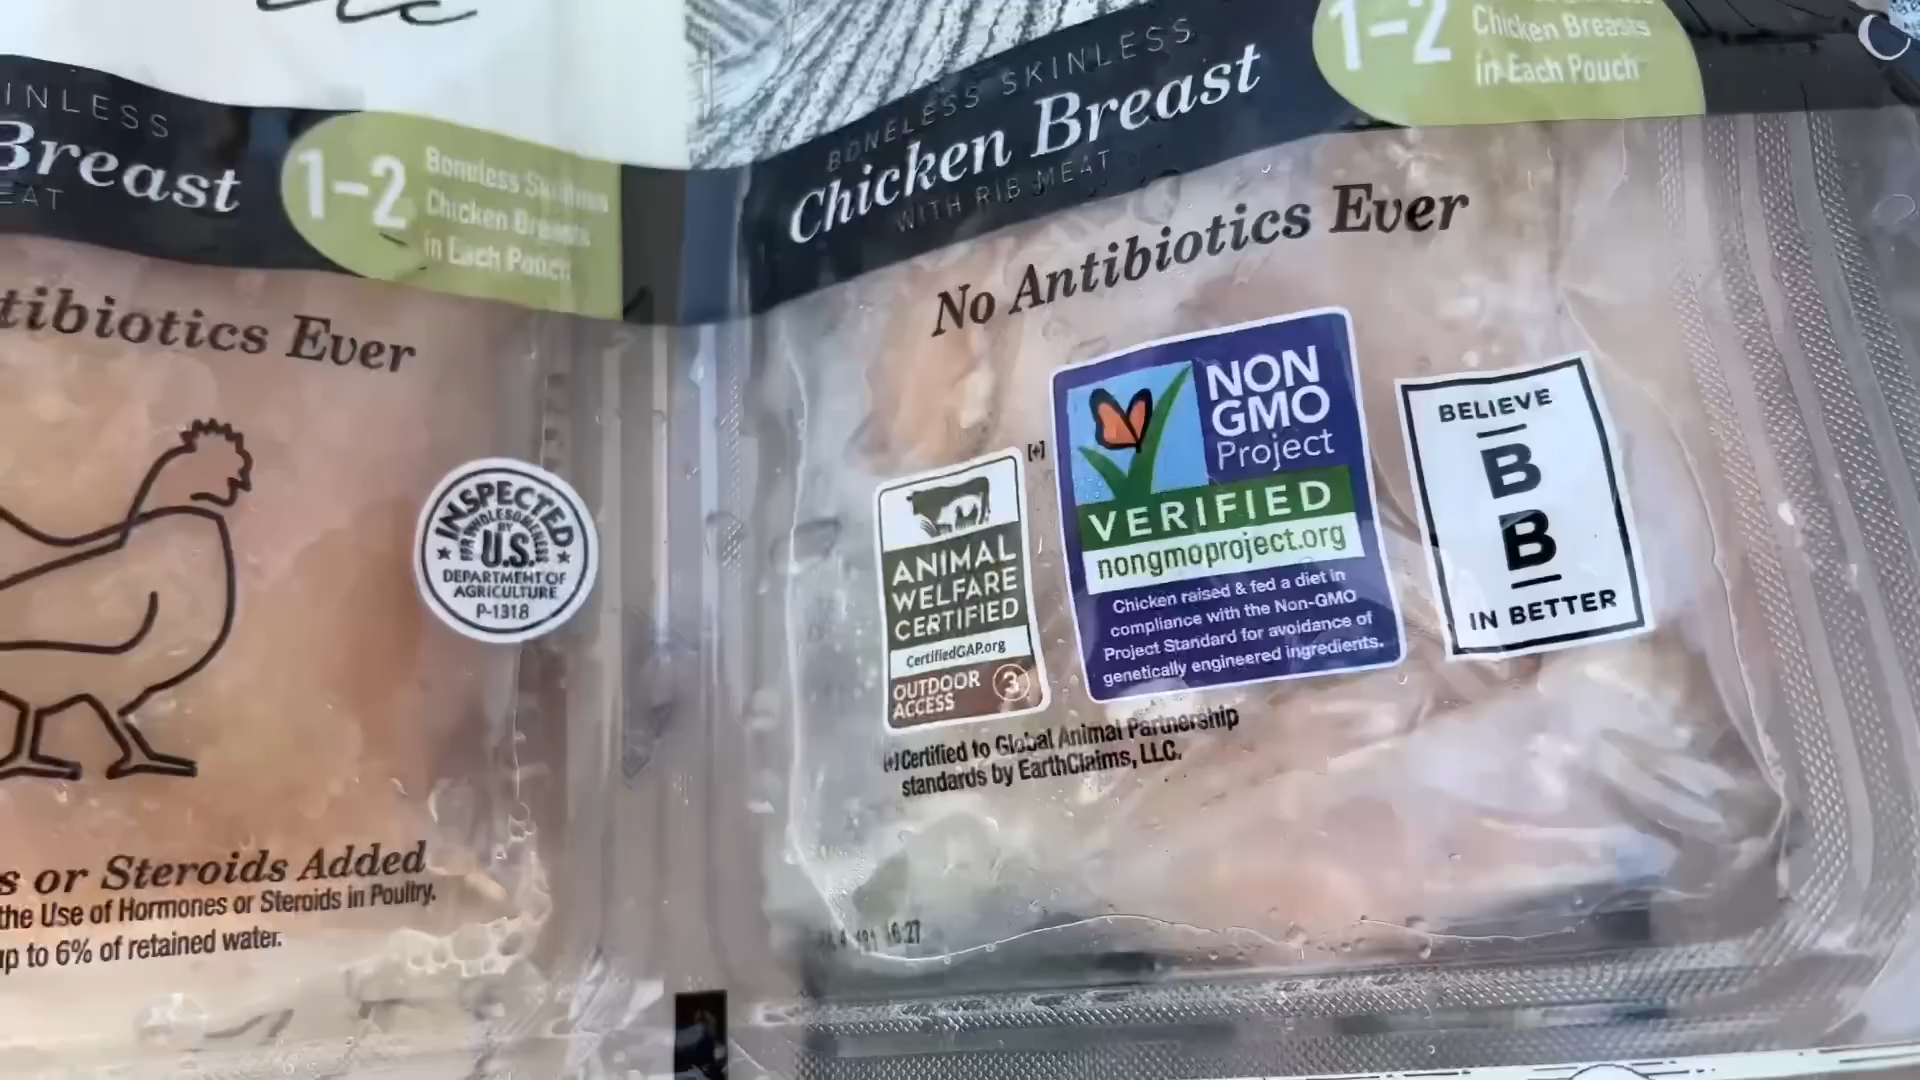 INLESS
Breast
EAT
1-2
Boneless Skinless
Chicken Breasts
in Each Pouch
tibiotics Ever
INSPECTED
FOR WHOLESOMENESS
BY
U.S.
DEPARTMENT OF
AGRICULTURE
P-1318
s or Steroids Added
the Use of Hormones or Steroids in Poultry.
up to 6% of retained water.
BONELESS SKINLESS
Chicken Breast
WITH RIB MEAT
1-2
Chicken Breasts
in Each Pouch
No Antibiotics Ever
[+]
ANIMAL
WELFARE
CERTIFIED
CertifiedGAP.org
OUTDOOR
ACCESS
3
NON
GMO
Project
VERIFIED
nongmoproject.org
Chicken raised & fed a diet in
compliance with the Non-GMO
Project Standard for avoidance of
genetically engineered ingredients.
BELIEVE
B
B
IN BETTER
[+]Certified to Global Animal Partnership
standards by EarthClaims, LLC.
16:27